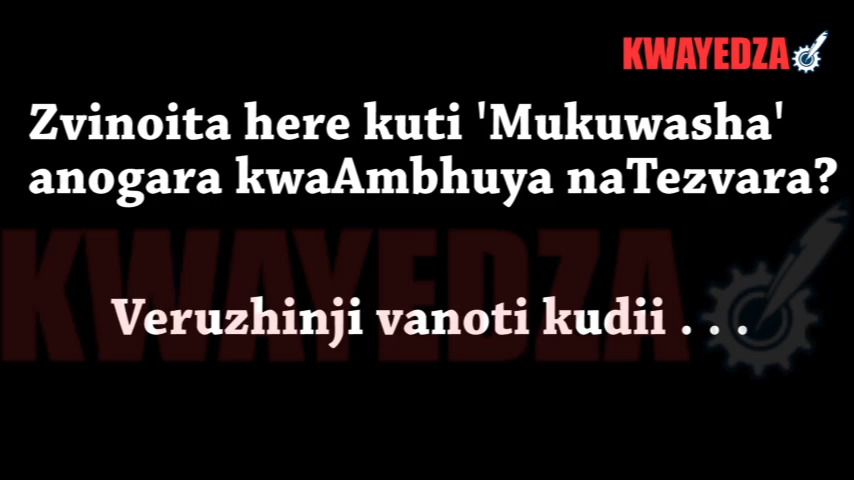 KWAYEDZA
Zvinoita here kuti 'Mukuwasha'
anogara kwaAmbhuya naTezvara?
KWAYEDZA
Veruzhinji vanoti kudii . . .